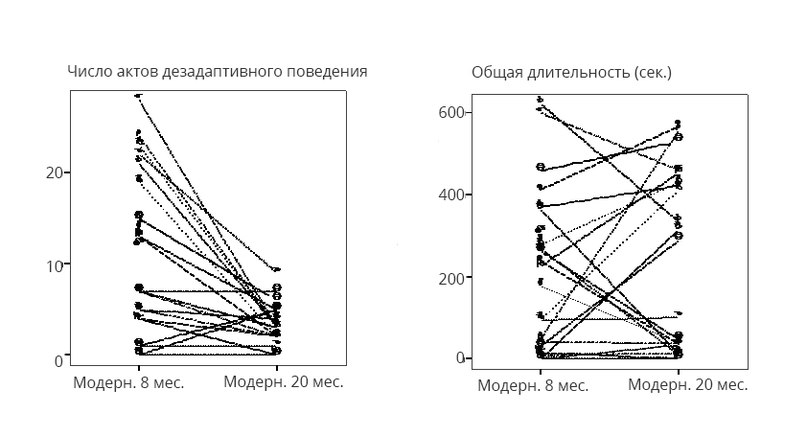 Число актов дезадаптивного поведения
20
10
0
Модерн. 8 мес. Модерн. 20 мес.
Общая длительность (сек.)
600
400
200
0
Модерн. 8 мес. Модерн. 20 мес.